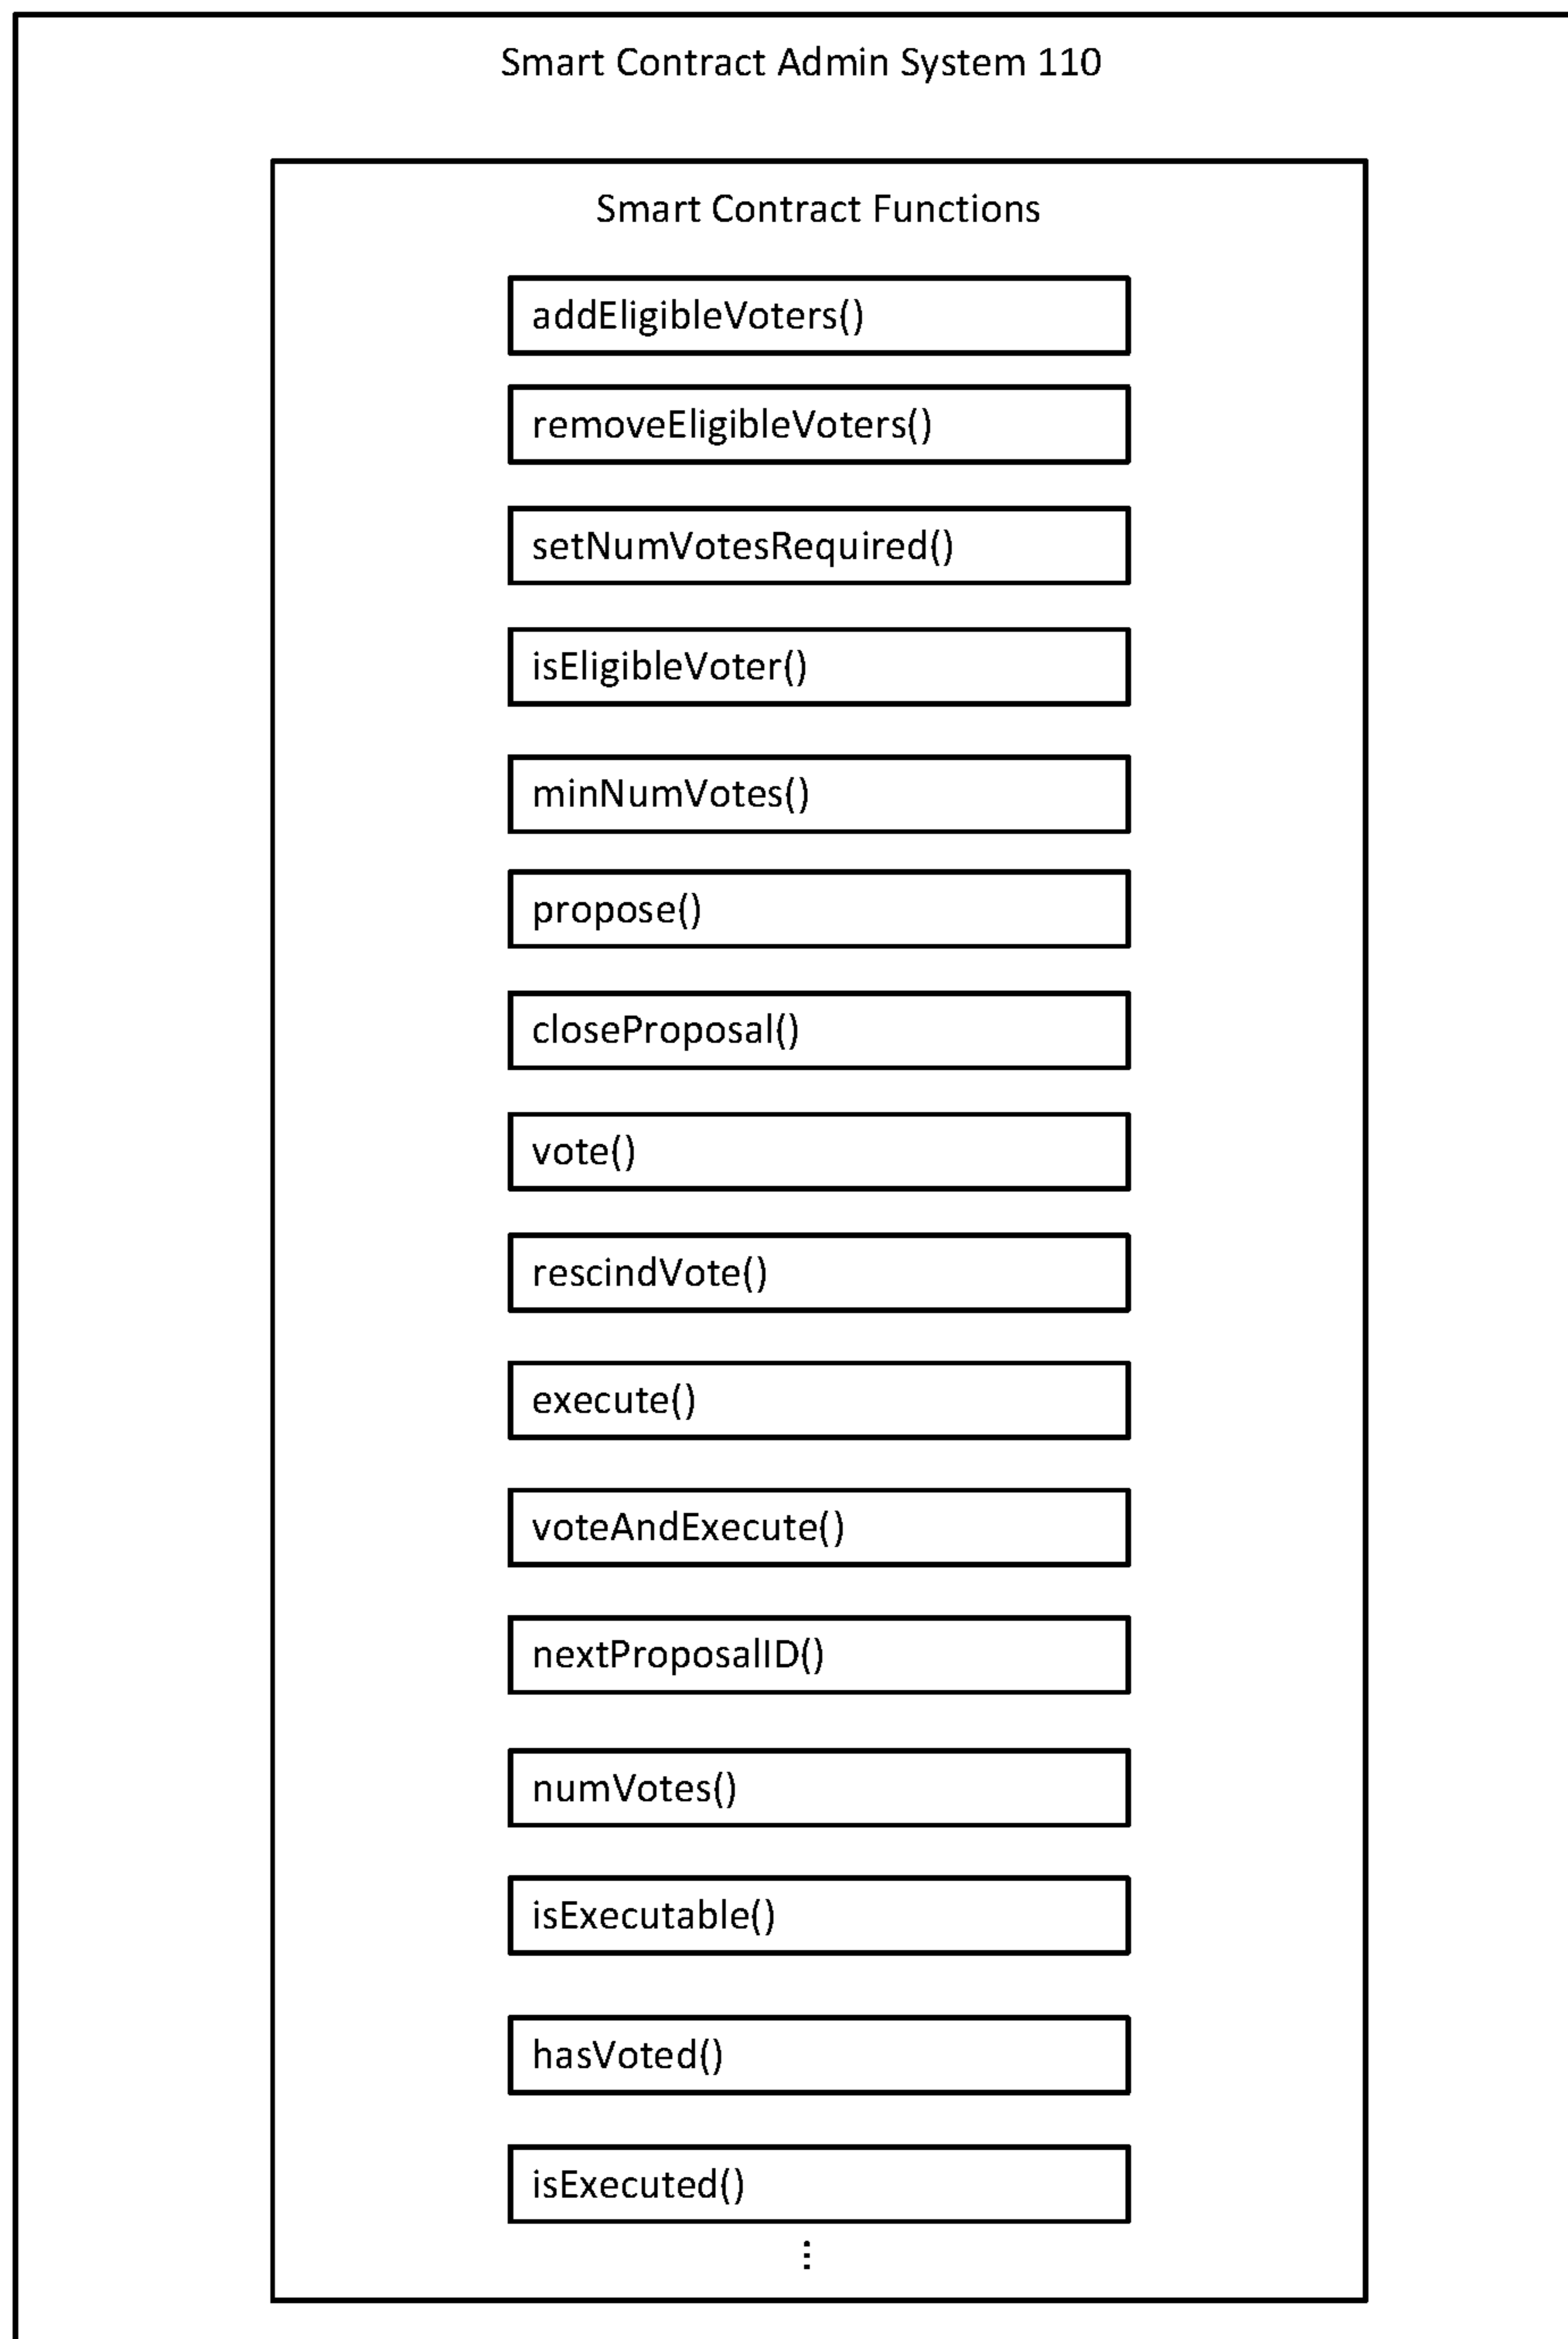 Smart Contract Admin System 110
Smart Contract Functions
addEligibleVoters()
removeEligibleVoters()
setNumVotesRequired()
isEligibleVoter()
minNumVotes()
propose()
closeProposal()
vote()
rescindVote()
execute()
voteAndExecute()
nextProposalID()
numVotes()
isExecutable()
hasVoted()
isExecuted()
⋮